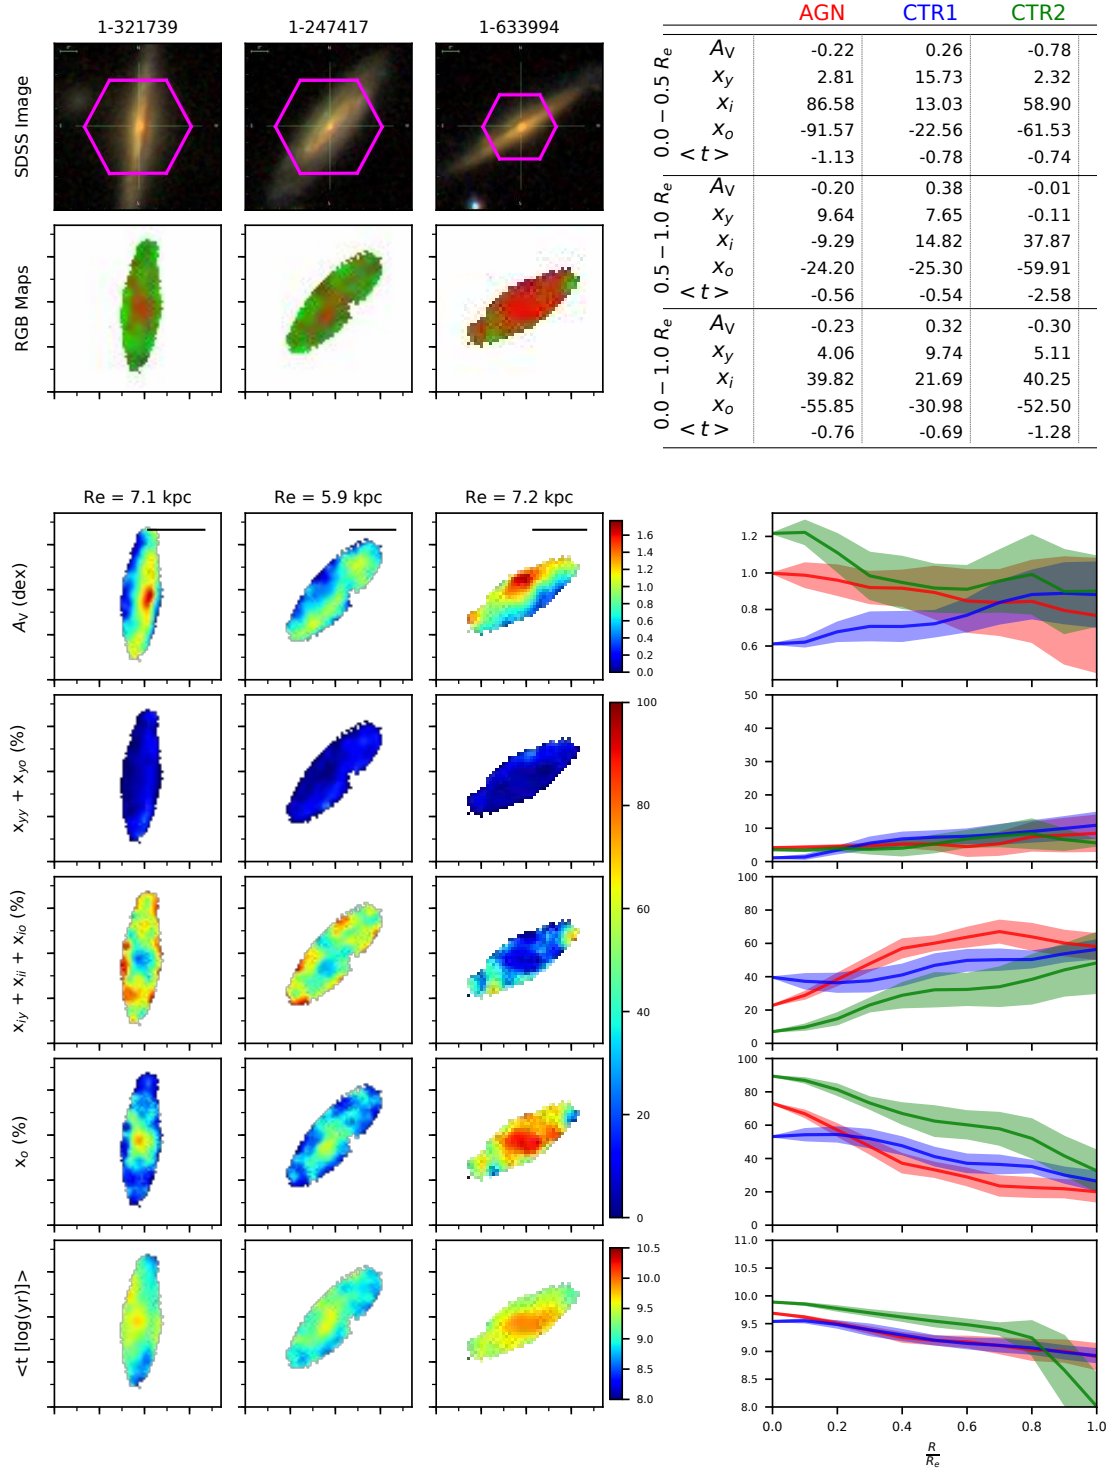 1-321739 1-247417 1-633994
SDSS Image
RGB Maps
AGN CTR1 CTR2
0.0 − 0.5 Re
AV -0.22 0.26 -0.78
xy 2.81 15.73 2.32
xi 86.58 13.03 58.90
xo -91.57 -22.56 -61.53
<t> -1.13 -0.78 -0.74
0.5 − 1.0 Re
AV -0.20 0.38 -0.01
xy 9.64 7.65 -0.11
xi -9.29 14.82 37.87
xo -24.20 -25.30 -59.91
<t> -0.56 -0.54 -2.58
0.0 − 1.0 Re
AV -0.23 0.32 -0.30
xy 4.06 9.74 5.11
xi 39.82 21.69 40.25
xo -55.85 -30.98 -52.50
<t> -0.76 -0.69 -1.28
Re = 7.1 kpc Re = 5.9 kpc Re = 7.2 kpc
AV (dex)
1.6
1.4
1.2
1.0
0.8
0.6
0.4
0.2
0.0
1.2
1.0
0.8
0.6
xyy + xyo (%)
100
80
60
40
20
0
50
40
30
20
10
0
xiy + xii + xio (%)
100
80
60
40
20
0
xo (%)
100
80
60
40
20
0
<t [log(yr)]>
10.5
10.0
9.5
9.0
8.5
8.0
11.0
10.5
10.0
9.5
9.0
8.5
8.0
0.0 0.2 0.4 0.6 0.8 1.0
R
Re